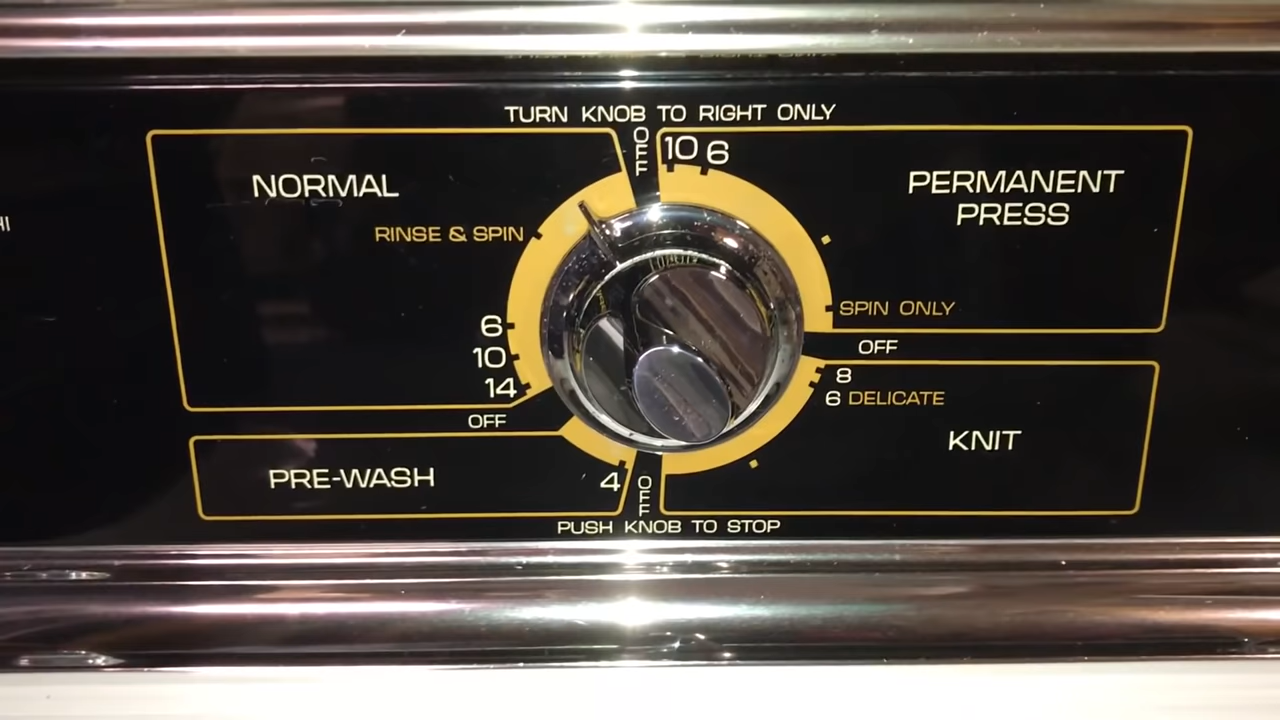 TURN KNOB TO RIGHT ONLY
OFF
10 6
NORMAL
PERMANENT
PRESS
RINSE & SPIN
SPIN ONLY
6
10
14
OFF
OFF
8
6 DELICATE
KNIT
PRE-WASH
4
OFF
PUSH KNOB TO STOP